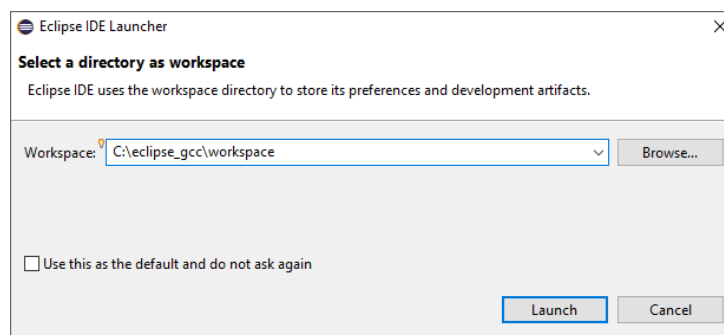 Eclipse IDE Launcher
Select a directory as workspace
Eclipse IDE uses the workspace directory to store its preferences and development artifacts.
Workspace: C:\eclipse_gcc\workspace Browse...
Use this as the default and do not ask again
Launch Cancel